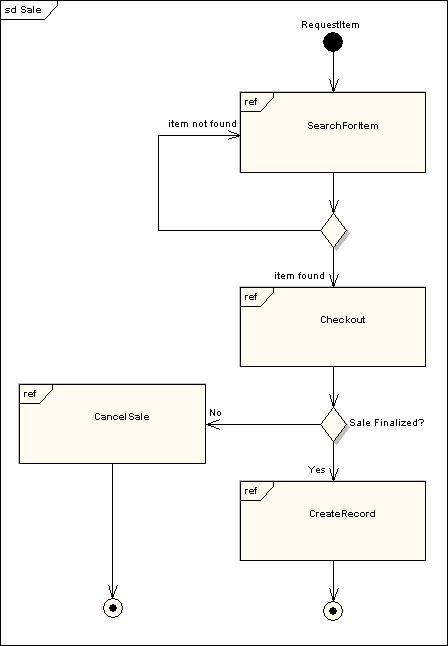 sd Sale
RequestItem
ref
SearchForItem
item not found
item found
ref
Checkout
ref
CancelSale
No
Sale Finalized?
Yes
ref
CreateRecord